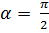 α = π/2